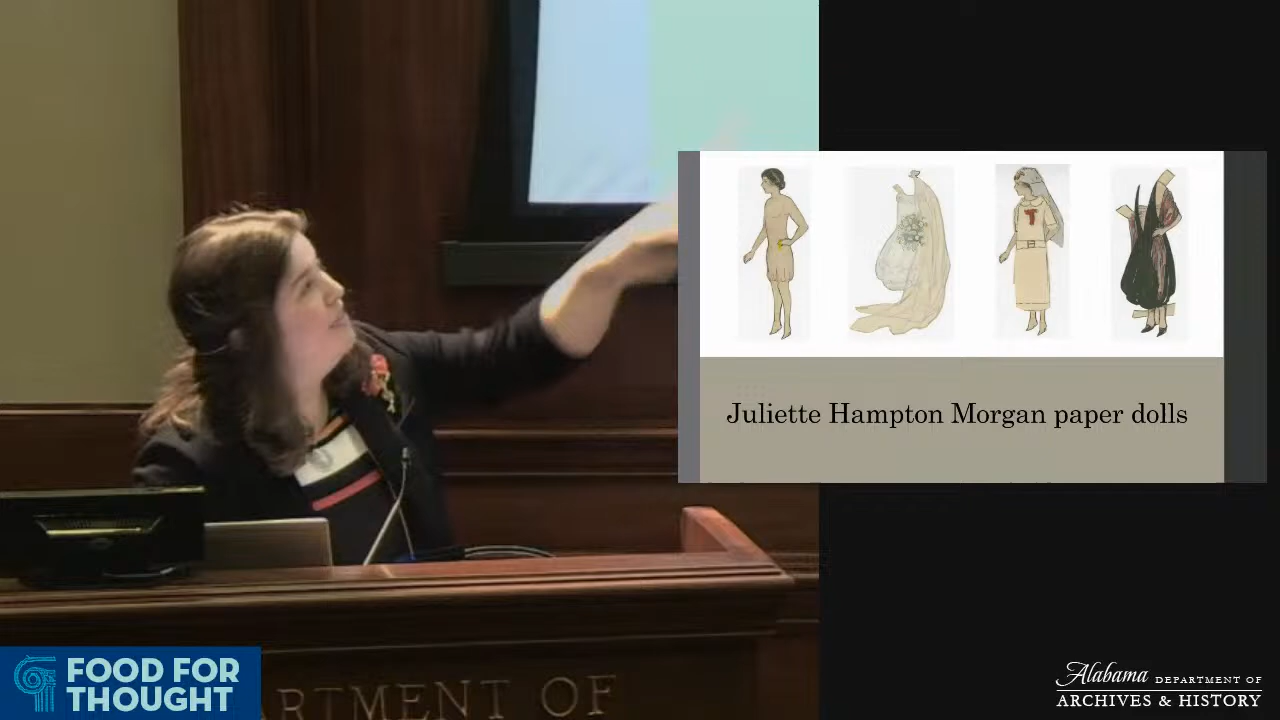 Juliette Hampton Morgan paper dolls
FOOD FOR
THOUGHT
RTMENT OF
Alabama DEPARTMENT OF
ARCHIVES & HISTORY